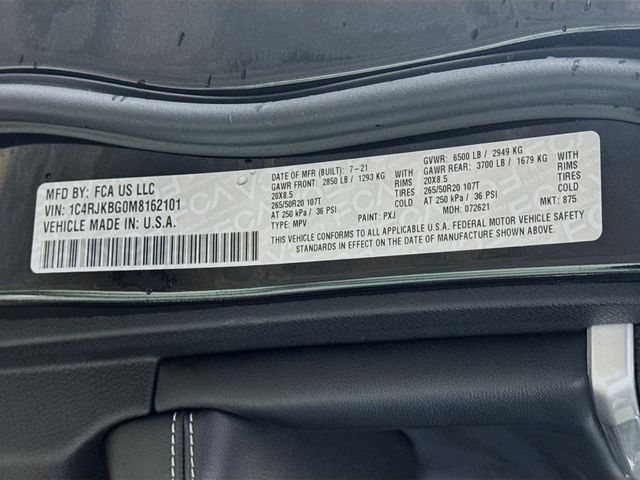 MFD BY: FCA US LLC
VIN: 1C4RJKBG0M8162101
VEHICLE MADE IN: U.S.A.
DATE OF MFR (BUILT): 7-21
GAWR FRONT: 2850 LB / 1293 KG WITH
20X8.5 RIMS
265/50R20 107T TIRES
AT 250 kPa / 36 PSI COLD
TYPE: MPV PAINT: PXJ
GVWR: 6500 LB / 2949 KG
GAWR REAR: 3700 LB / 1679 KG WITH
20X8.5 RIMS
265/50R20 107T TIRES
AT 250 kPa / 36 PSI COLD
MDH: 072621 MKT: 875
THIS VEHICLE CONFORMS TO ALL APPLICABLE U.S.A. FEDERAL MOTOR VEHICLE SAFETY
STANDARDS IN EFFECT ON THE DATE OF MANUFACTURE SHOWN ABOVE.